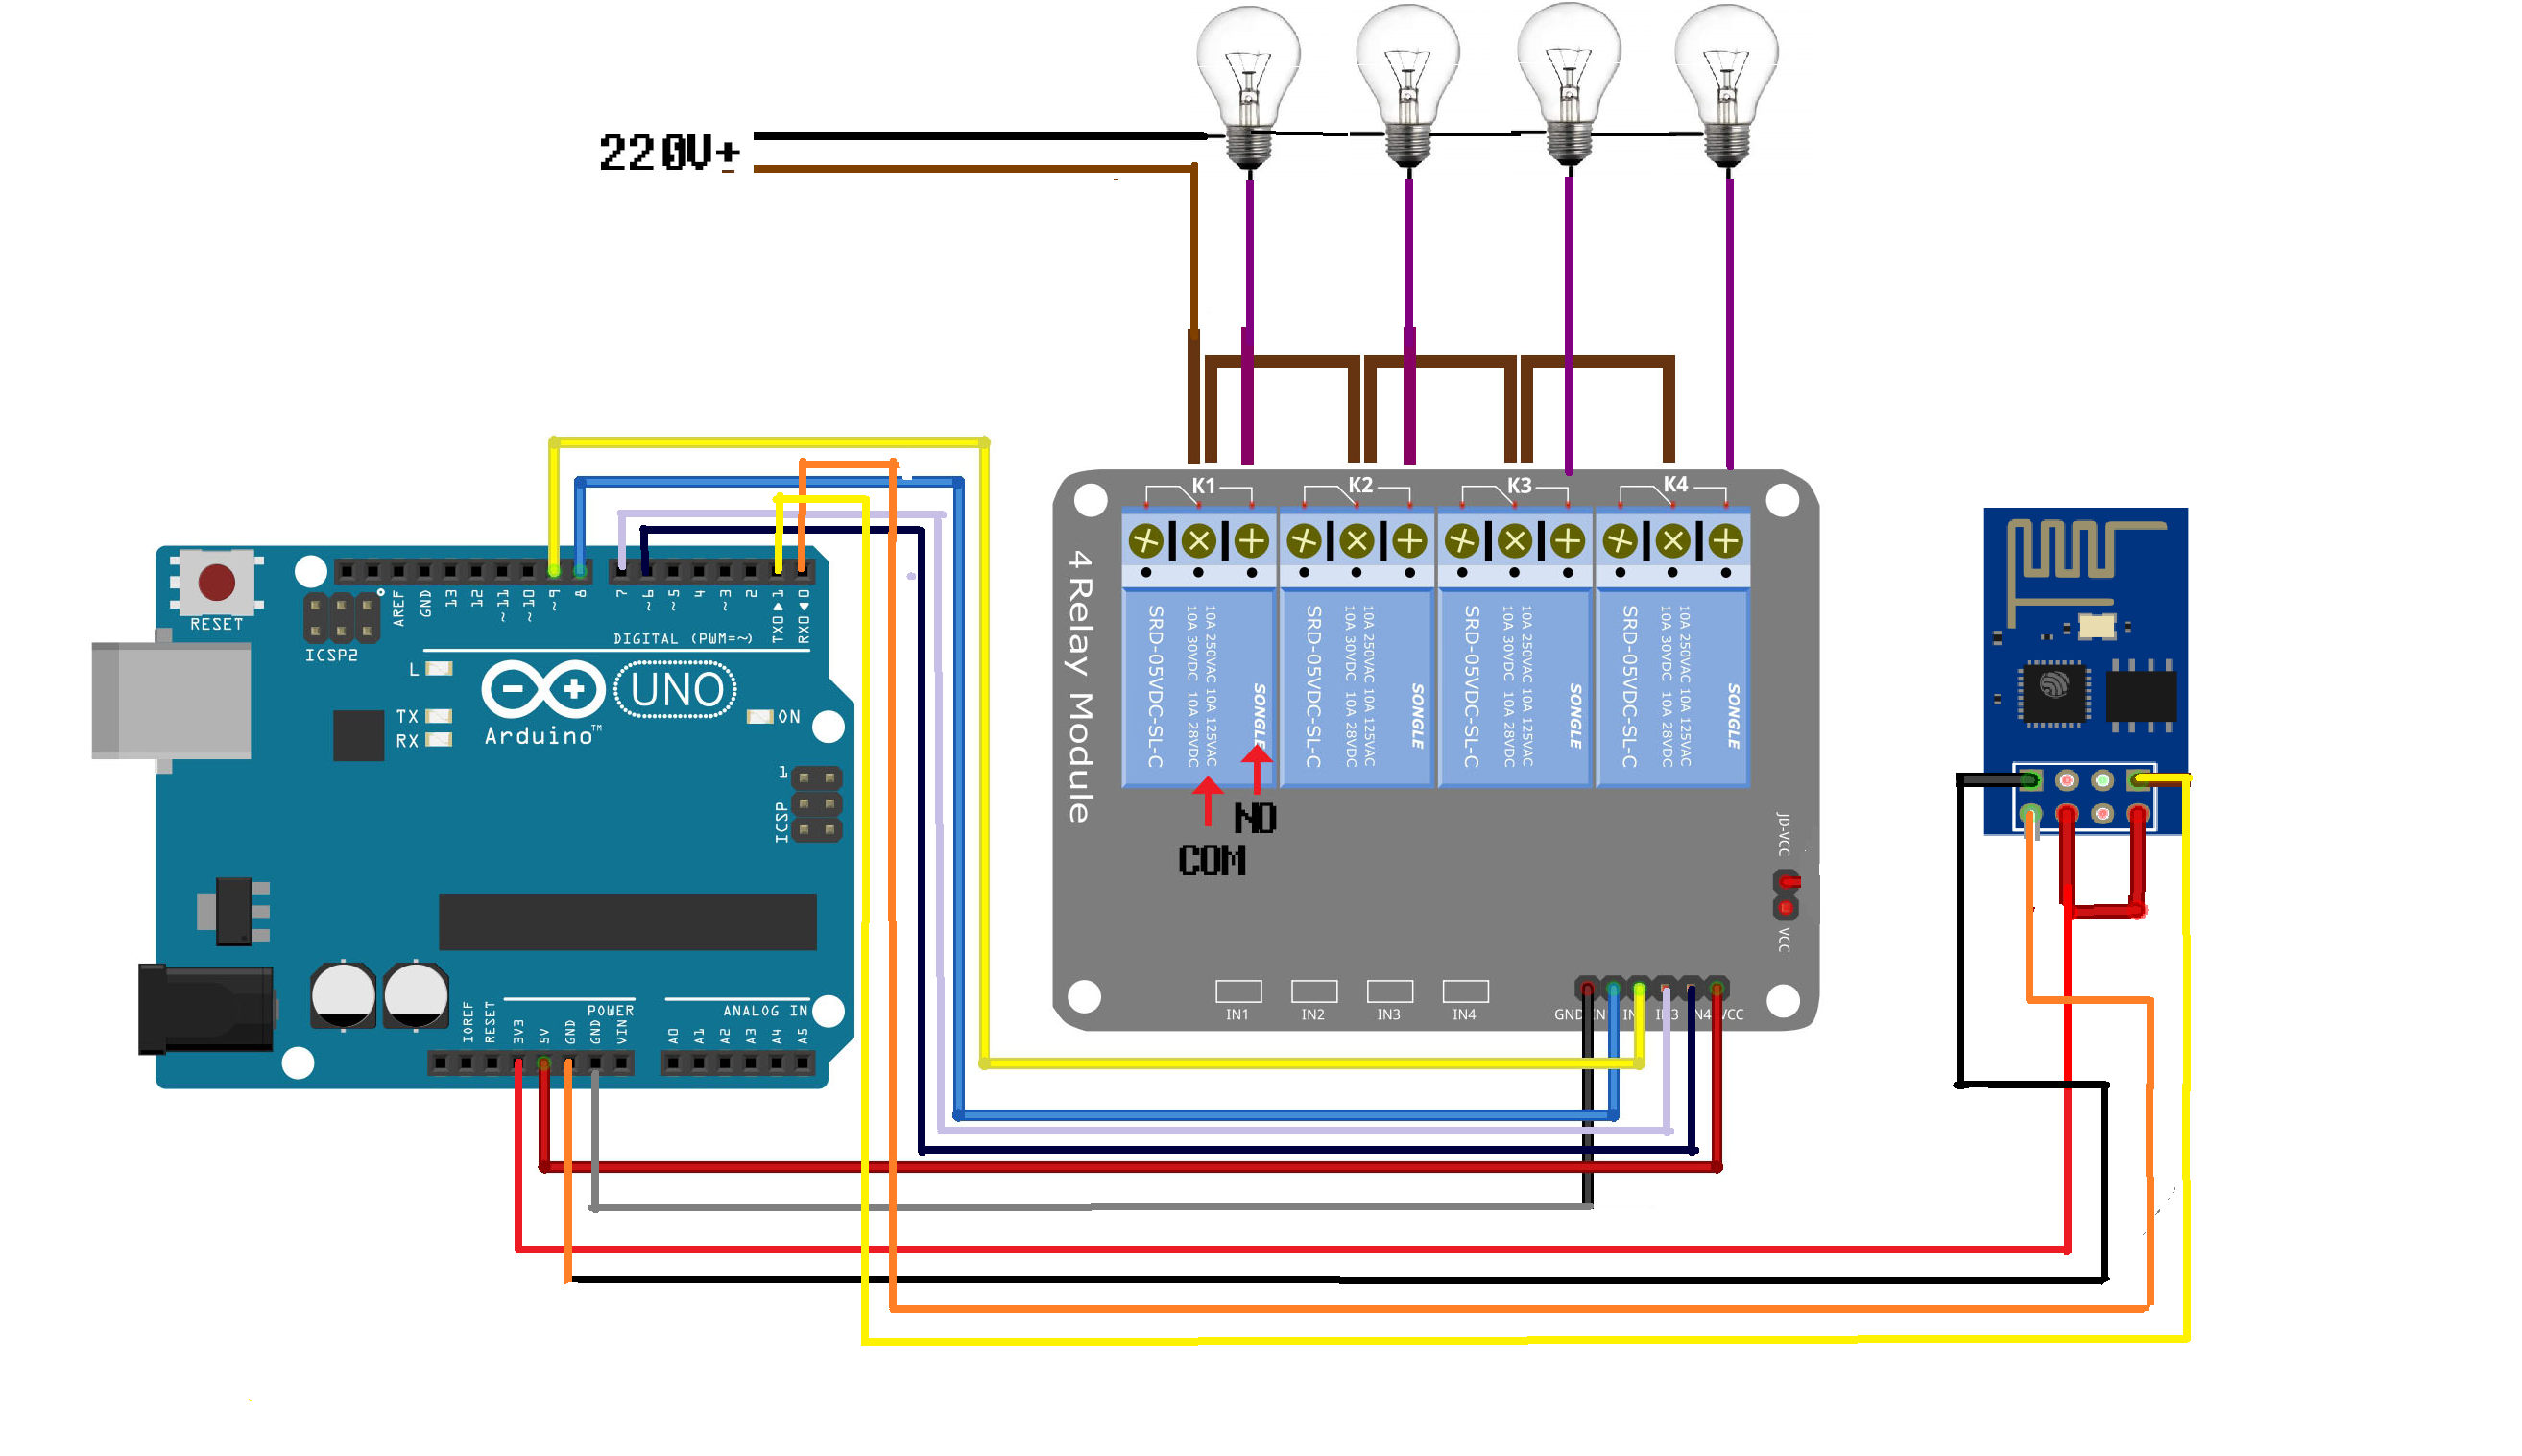 220V±
RESET
ICSP2
AREF
GND
13
12
~11
~10
~9
8
7
~6
~5
4
~3
2
TX0▶1
RX0◀0
DIGITAL (PWM=~)
L
TX
RX
UNO
Arduino™
ON
1
ICSP
IOREF
RESET
3V3
5V
GND
GND
VIN
POWER
ANALOG IN
A0
A1
A2
A3
A4
A5
4 Relay Module
K1
K2
K3
K4
SRD-05VDC-SL-C
10A 30VDC 10A 28VDC
10A 250VAC 10A 125VAC
SONGLE
SRD-05VDC-SL-C
10A 30VDC 10A 28VDC
10A 250VAC 10A 125VAC
SONGLE
SRD-05VDC-SL-C
10A 30VDC 10A 28VDC
10A 250VAC 10A 125VAC
SONGLE
SRD-05VDC-SL-C
10A 30VDC 10A 28VDC
10A 250VAC 10A 125VAC
SONGLE
NO
COM
JD-VCC
VCC
IN1
IN2
IN3
IN4
GND
VCC